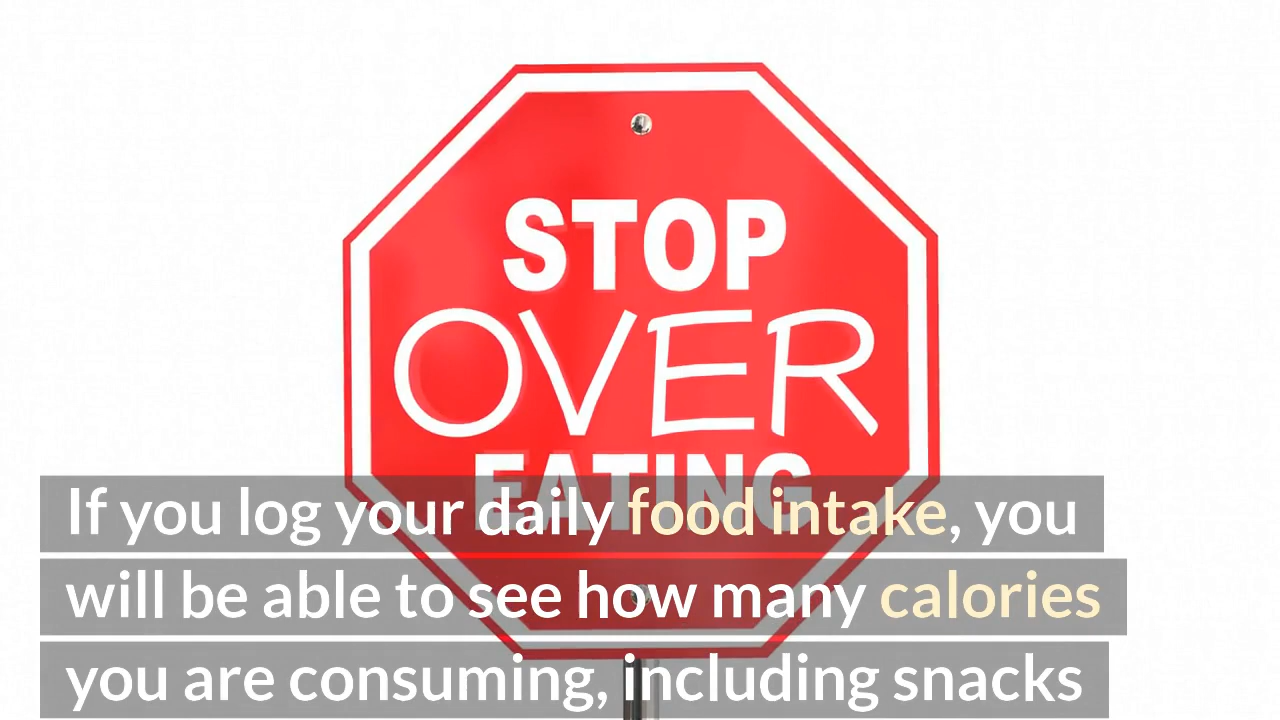 STOP
OVER
EATING
If you log your daily food intake, you
will be able to see how many calories
you are consuming, including snacks